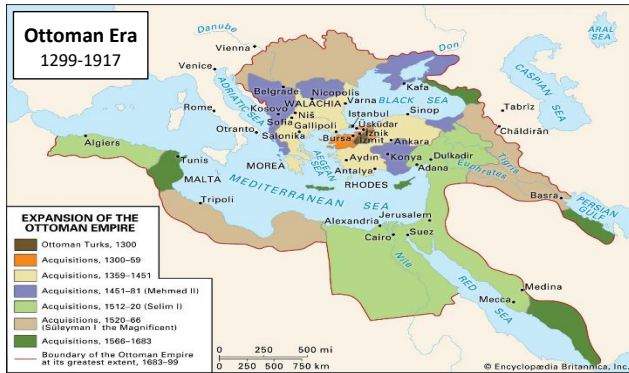 Ottoman Era
1299-1917
Danube
Vienna
Venice
Don
ARAL
SEA
CASPIAN SEA
ADRIATIC SEA
Belgrade
Nicopolis
Kafa
Kosovo
WALACHIA
Varna
BLACK SEA
Rome
Niš
Istanbul
Sinop
Tabriz
Sofia
Üsküdar
Otranto
Gallipoli
İznik
Chāldirān
Salonika
Bursa
İzmit
Ankara
Algiers
Tunis
MOREA
AEGEAN
SEA
Aydın
Konya
Dulkadir
Antalya
Adana
Euphrates
Tigris
MALTA
MEDITERRANEAN SEA
RHODES
Tripoli
Basra
PERSIAN
GULF
Alexandria
Jerusalem
Cairo
Suez
Nile
RED
SEA
Medina
Mecca
EXPANSION OF THE
OTTOMAN EMPIRE
Ottoman Turks, 1300
Acquisitions, 1300–59
Acquisitions, 1359–1451
Acquisitions, 1451–81 (Mehmed II)
Acquisitions, 1512–20 (Selim I)
Acquisitions, 1520–66
(Süleyman I the Magnificent)
Acquisitions, 1566–1683
Boundary of the Ottoman Empire
at its greatest extent, 1683–99
0 250 500 mi
0 250 500 750 km
© Encyclopædia Britannica, Inc.